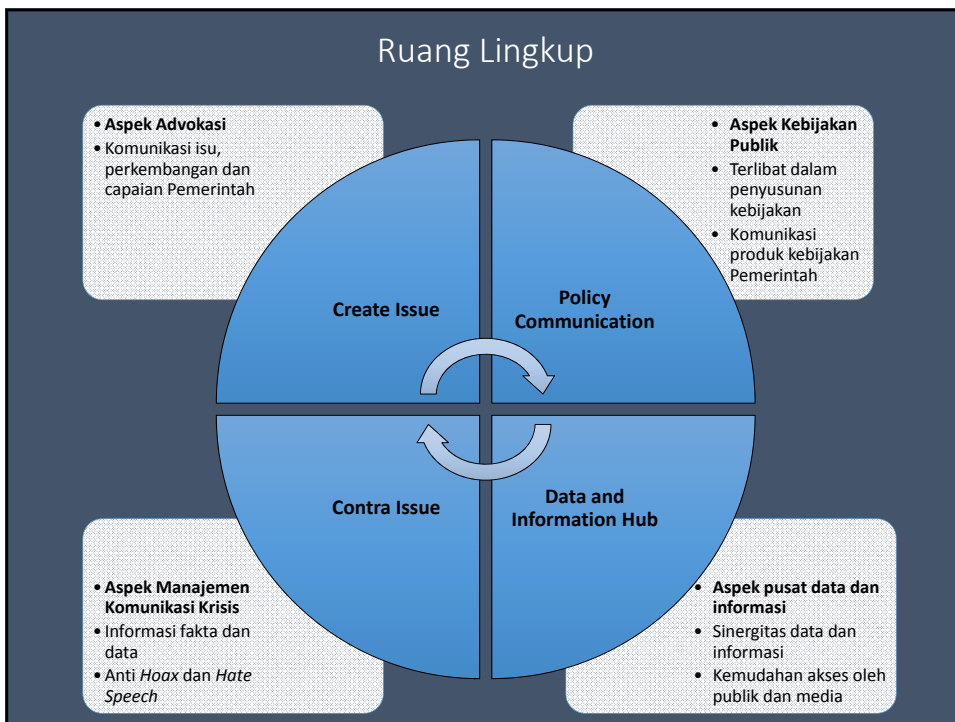 Ruang Lingkup
• Aspek Advokasi
• Komunikasi isu,
perkembangan dan
capaian Pemerintah
• Aspek Kebijakan
Publik
• Terlibat dalam
penyusunan
kebijakan
• Komunikasi
produk kebijakan
Pemerintah
Create Issue
Policy
Communication
Contra Issue
Data and
Information Hub
• Aspek Manajemen
Komunikasi Krisis
• Informasi fakta dan
data
• Anti Hoax dan Hate
Speech
• Aspek pusat data dan
informasi
• Sinergitas data dan
informasi
• Kemudahan akses oleh
publik dan media